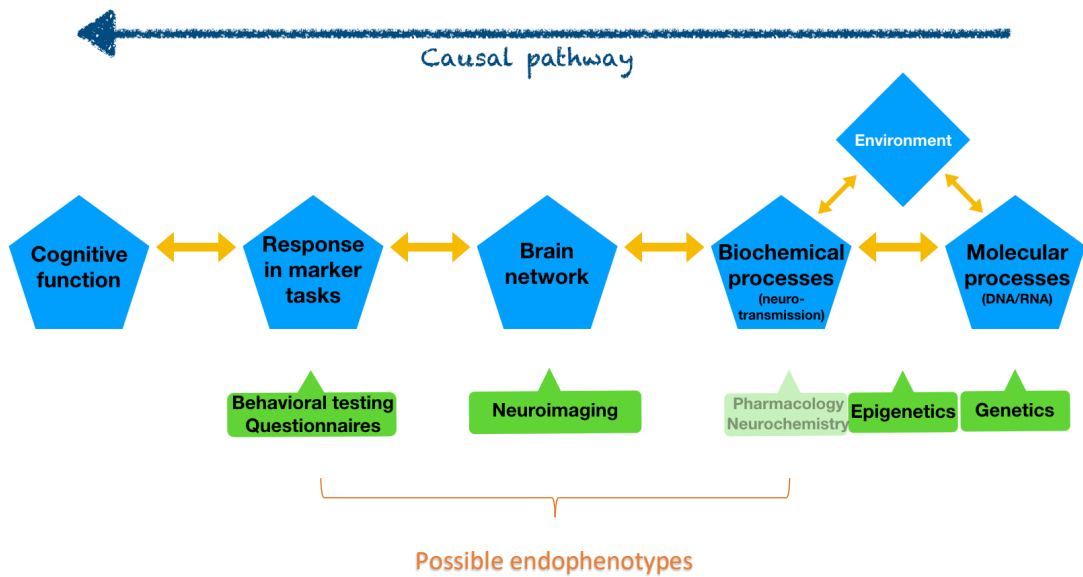 Causal pathway
Environment
Cognitive
function
Response
in marker
tasks
Brain
network
Biochemical
processes
(neuro-
transmission)
Molecular
processes
(DNA/RNA)
Behavioral testing
Questionnaires
Neuroimaging
Pharmacology
Neurochemistry
Epigenetics
Genetics
Possible endophenotypes